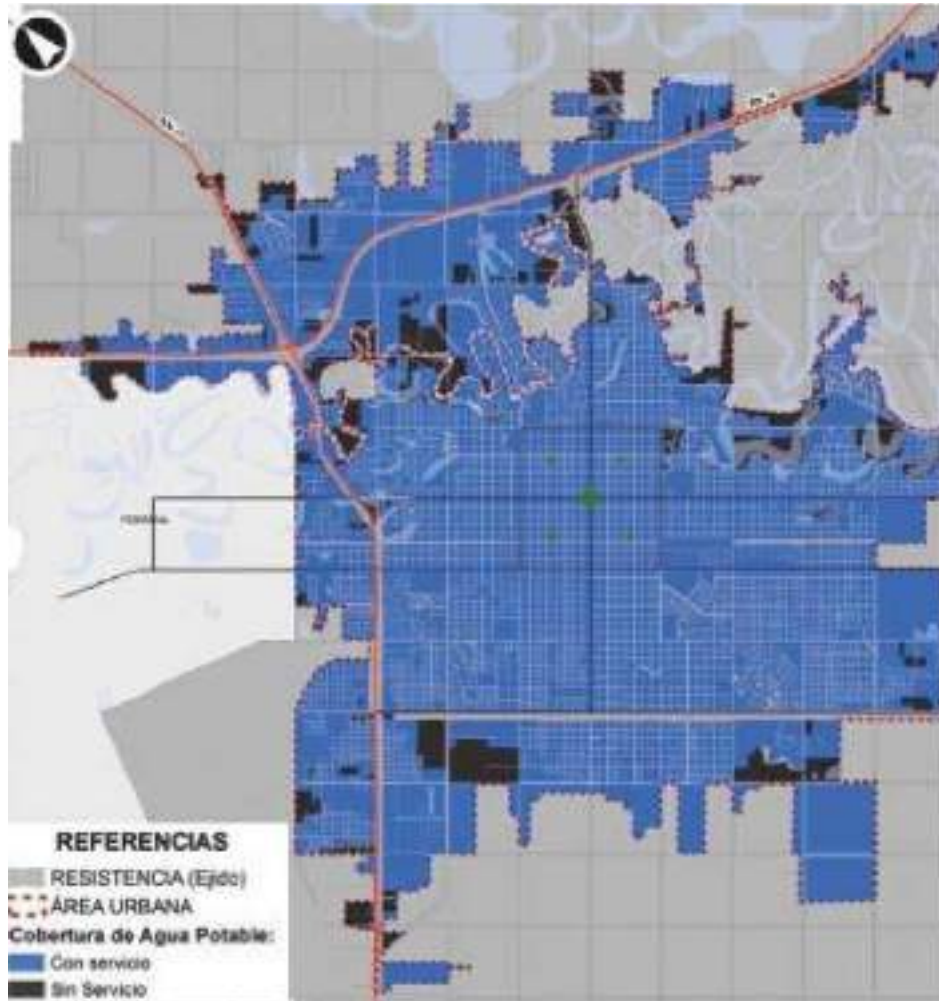 REFERENCIAS
RESISTENCIA (Ejido)
ÁREA URBANA
Cobertura de Agua Potable:
Con servicio
Sin Servicio